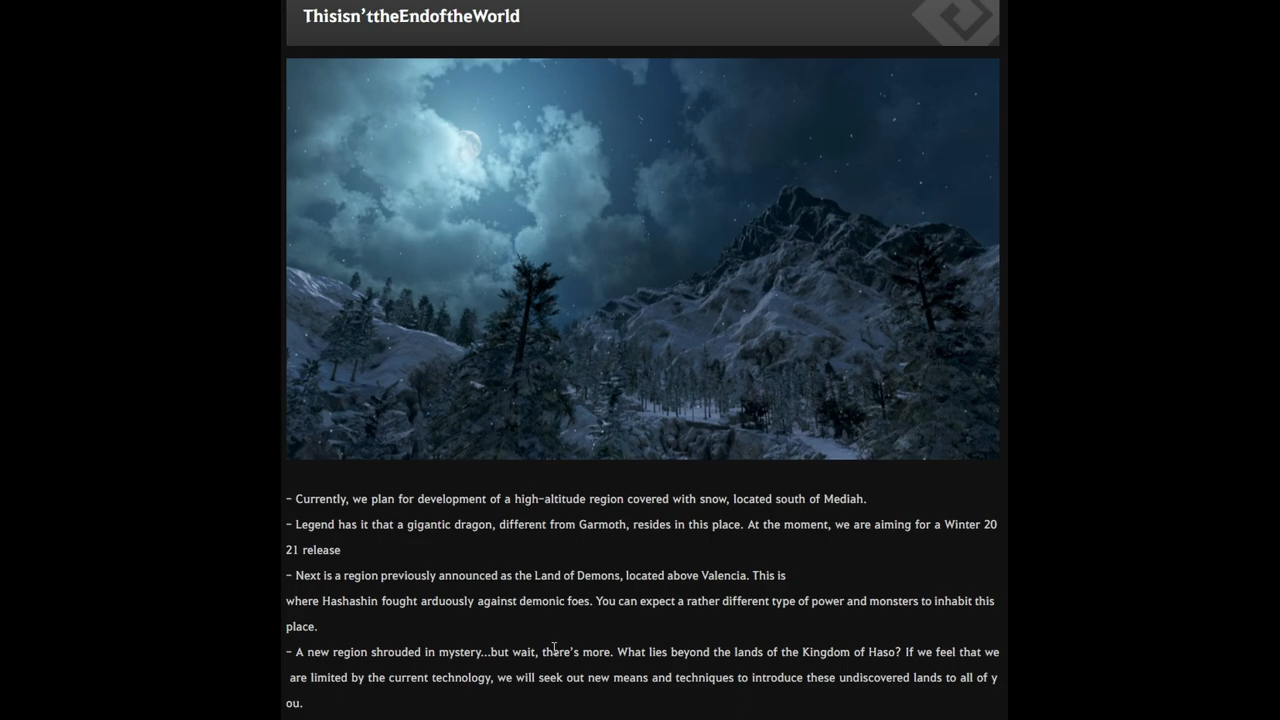 Thisisn’ttheEndoftheWorld
- Currently, we plan for development of a high-altitude region covered with snow, located south of Mediah.
- Legend has it that a gigantic dragon, different from Garmoth, resides in this place. At the moment, we are aiming for a Winter 20
21 release
- Next is a region previously announced as the Land of Demons, located above Valencia. This is
where Hashashin fought arduously against demonic foes. You can expect a rather different type of power and monsters to inhabit this
place.
- A new region shrouded in mystery...but wait, there's more. What lies beyond the lands of the Kingdom of Haso? If we feel that we
are limited by the current technology, we will seek out new means and techniques to introduce these undiscovered lands to all of y
ou.